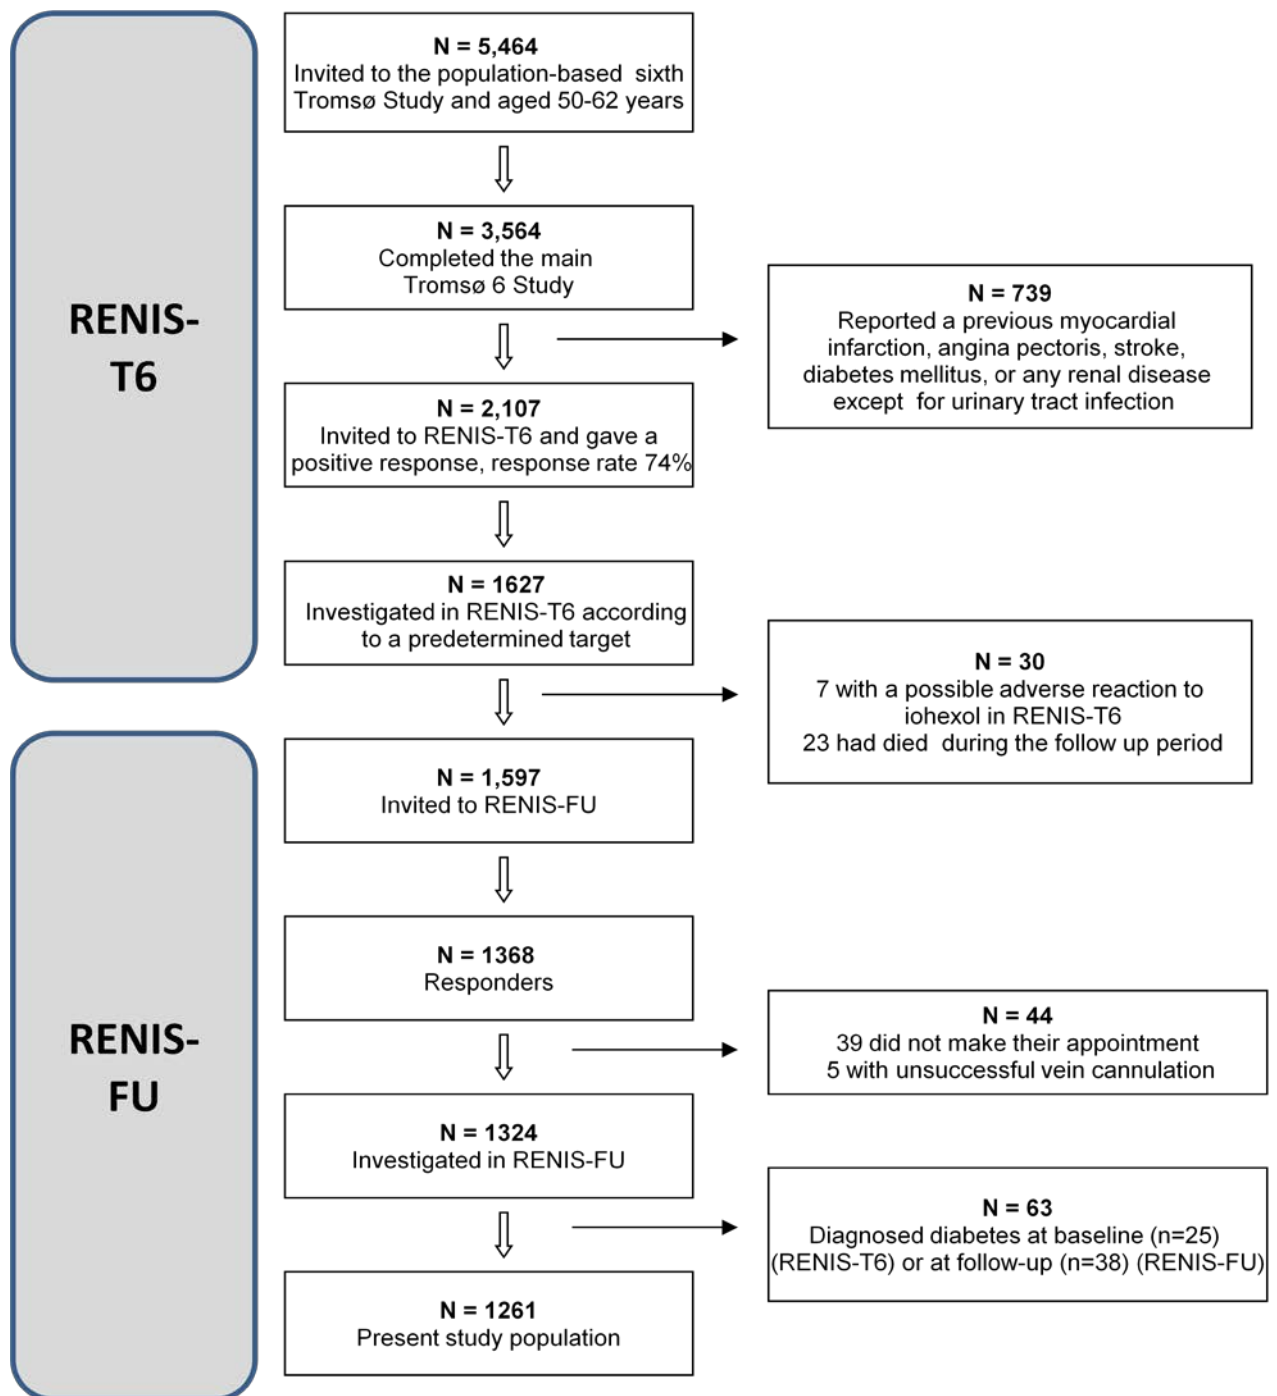 RENIS-
T6
N = 5,464
Invited to the population-based sixth
Tromsø Study and aged 50-62 years
N = 3,564
Completed the main
Tromsø 6 Study
N = 739
Reported a previous myocardial
infarction, angina pectoris, stroke,
diabetes mellitus, or any renal disease
except for urinary tract infection
N = 2,107
Invited to RENIS-T6 and gave a
positive response, response rate 74%
N = 1627
Investigated in RENIS-T6 according
to a predetermined target
N = 30
7 with a possible adverse reaction to
iohexol in RENIS-T6
23 had died during the follow up period
RENIS-
FU
N = 1,597
Invited to RENIS-FU
N = 1368
Responders
N = 44
39 did not make their appointment
5 with unsuccessful vein cannulation
N = 1324
Investigated in RENIS-FU
N = 63
Diagnosed diabetes at baseline (n=25)
(RENIS-T6) or at follow-up (n=38) (RENIS-FU)
N = 1261
Present study population